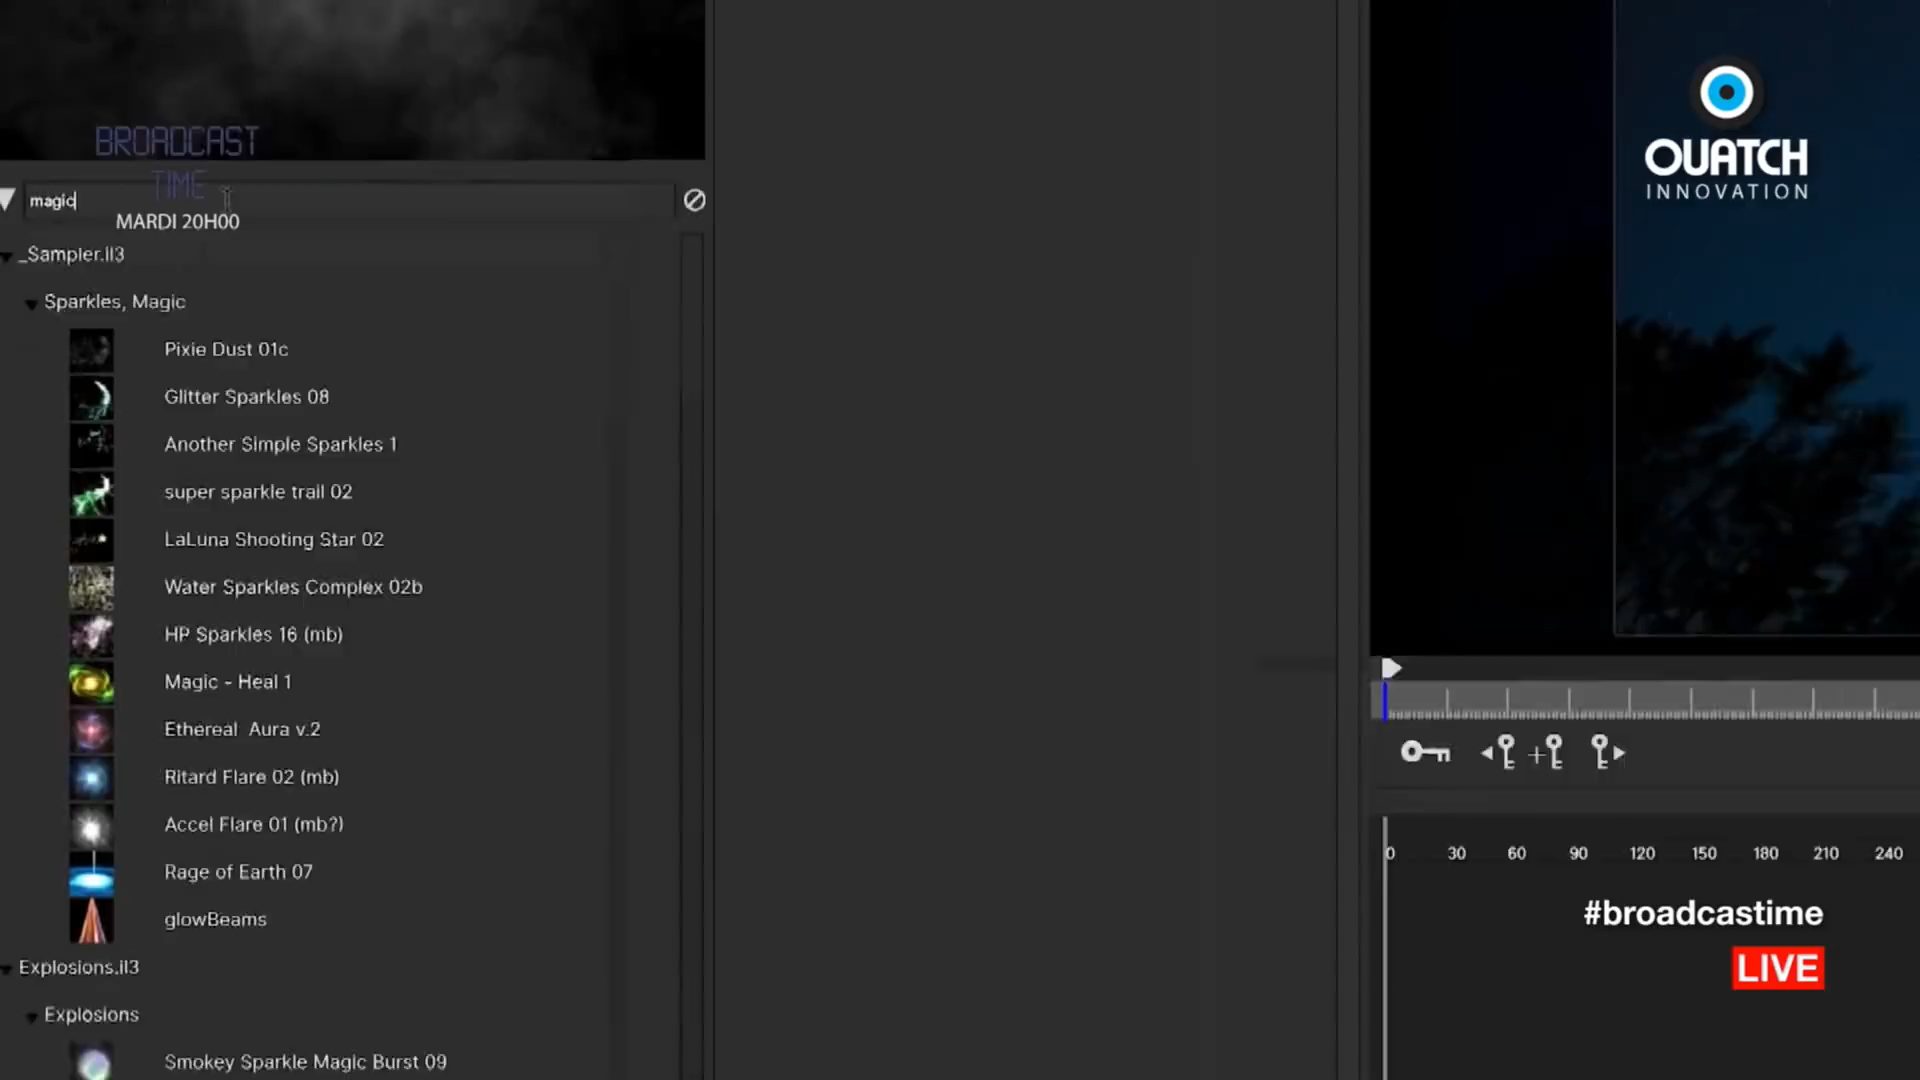 BROADCAST
TIME
magic
MARDI 20H00
_Sampler.il3
Sparkles, Magic
Pixie Dust 01c
Glitter Sparkles 08
Another Simple Sparkles 1
super sparkle trail 02
LaLuna Shooting Star 02
Water Sparkles Complex 02b
HP Sparkles 16 (mb)
Magic - Heal 1
Ethereal  Aura v.2
Ritard Flare 02 (mb)
Accel Flare 01 (mb?)
Rage of Earth 07
glowBeams
Explosions.il3
Explosions
Smokey Sparkle Magic Burst 09
OUATCH
INNOVATION
0 30 60 90 120 150 180 210 240
#broadcastime
LIVE